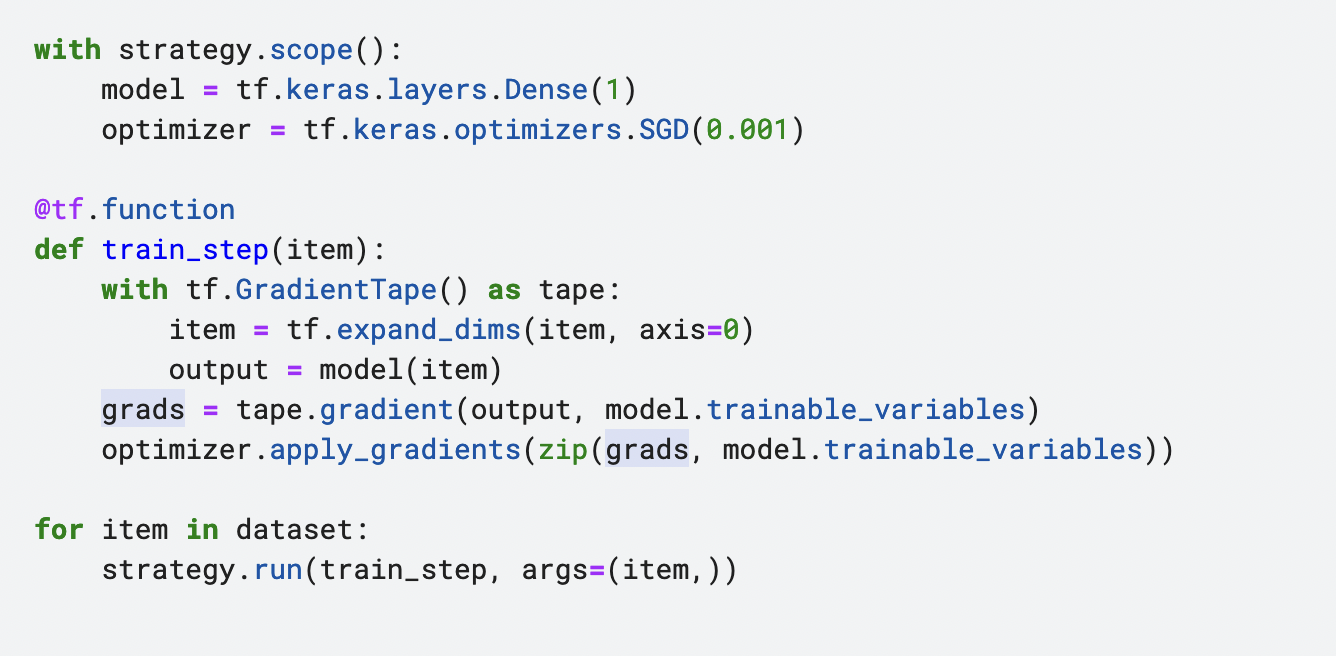 with strategy.scope():
    model = tf.keras.layers.Dense(1)
    optimizer = tf.keras.optimizers.SGD(0.001)

@tf.function
def train_step(item):
    with tf.GradientTape() as tape:
        item = tf.expand_dims(item, axis=0)
        output = model(item)
    grads = tape.gradient(output, model.trainable_variables)
    optimizer.apply_gradients(zip(grads, model.trainable_variables))

for item in dataset:
    strategy.run(train_step, args=(item,))